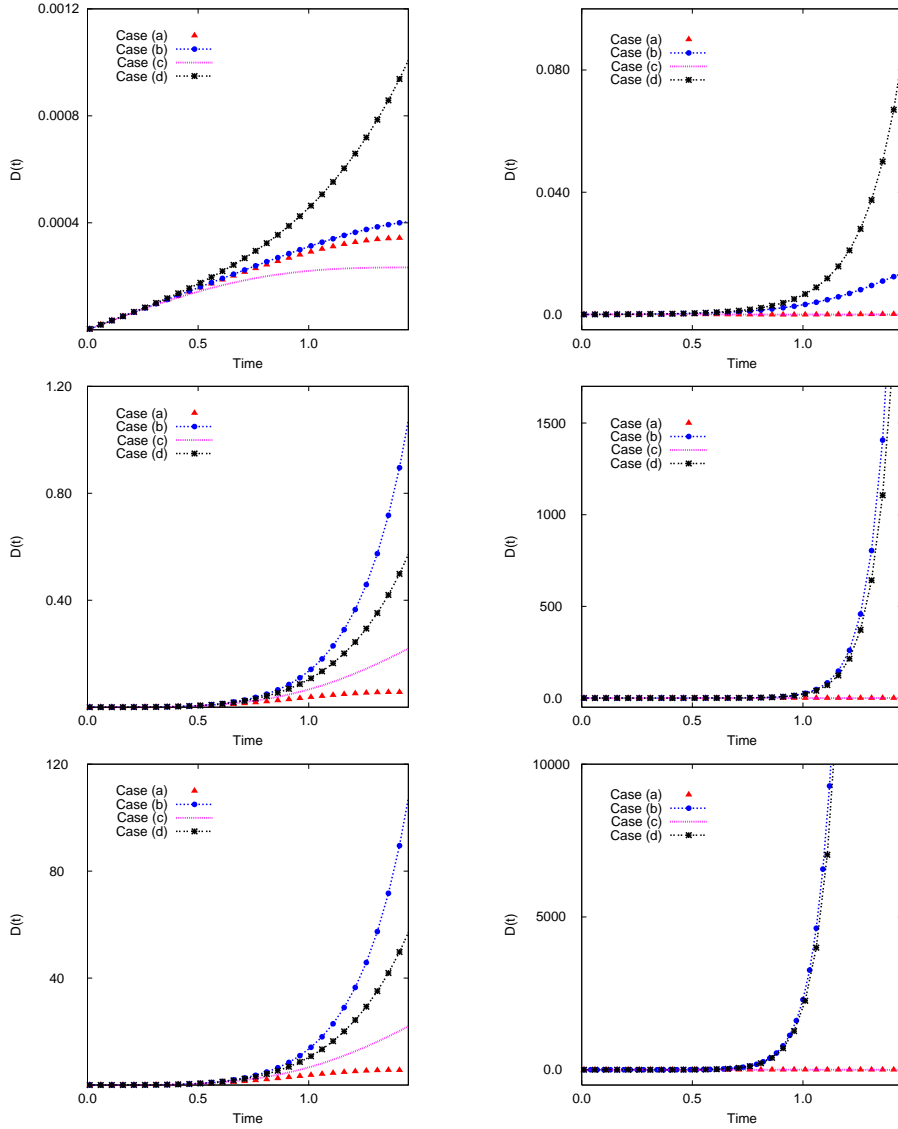 0.0012
0.0008
0.0004
D(t)
Case (a)
Case (b)
Case (c)
Case (d)
0.0
0.5
1.0
Time
0.080
0.040
0.0
D(t)
Case (a)
Case (b)
Case (c)
Case (d)
0.0
0.5
1.0
Time
1.20
0.80
0.40
D(t)
Case (a)
Case (b)
Case (c)
Case (d)
0.0
0.5
1.0
Time
1500
1000
500
0.0
D(t)
Case (a)
Case (b)
Case (c)
Case (d)
0.0
0.5
1.0
Time
120
80
40
D(t)
Case (a)
Case (b)
Case (c)
Case (d)
0.0
0.5
1.0
Time
10000
5000
0.0
D(t)
Case (a)
Case (b)
Case (c)
Case (d)
0.0
0.5
1.0
Time